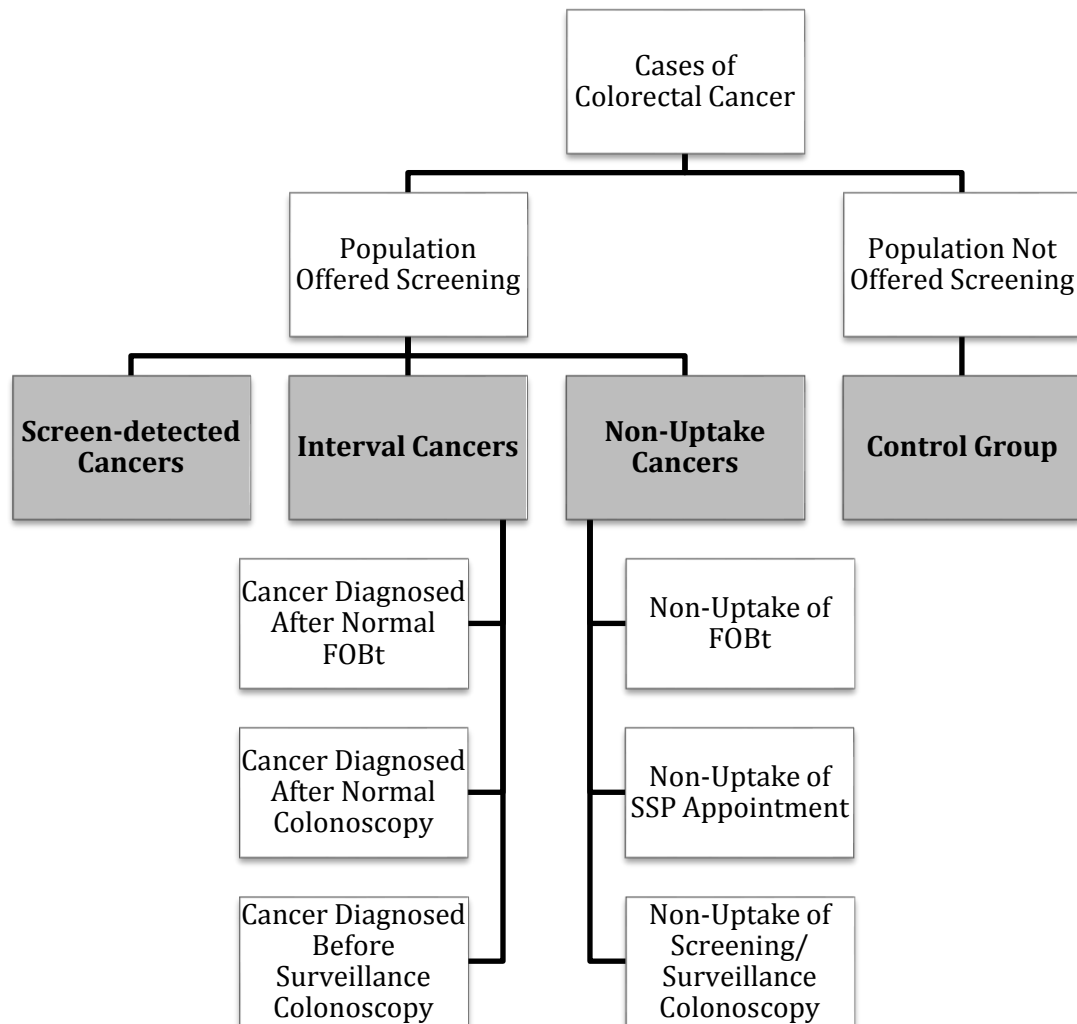 Cases of
Colorectal Cancer
Population
Offered Screening
Population Not
Offered Screening
Screen-detected
Cancers
Interval Cancers
Non-Uptake
Cancers
Control Group
Cancer Diagnosed
After Normal
FOBt
Non-Uptake of
FOBt
Cancer Diagnosed
After Normal
Colonoscopy
Non-Uptake of
SSP Appointment
Cancer Diagnosed
Before
Surveillance
Colonoscopy
Non-Uptake of
Screening/
Surveillance
Colonoscopy